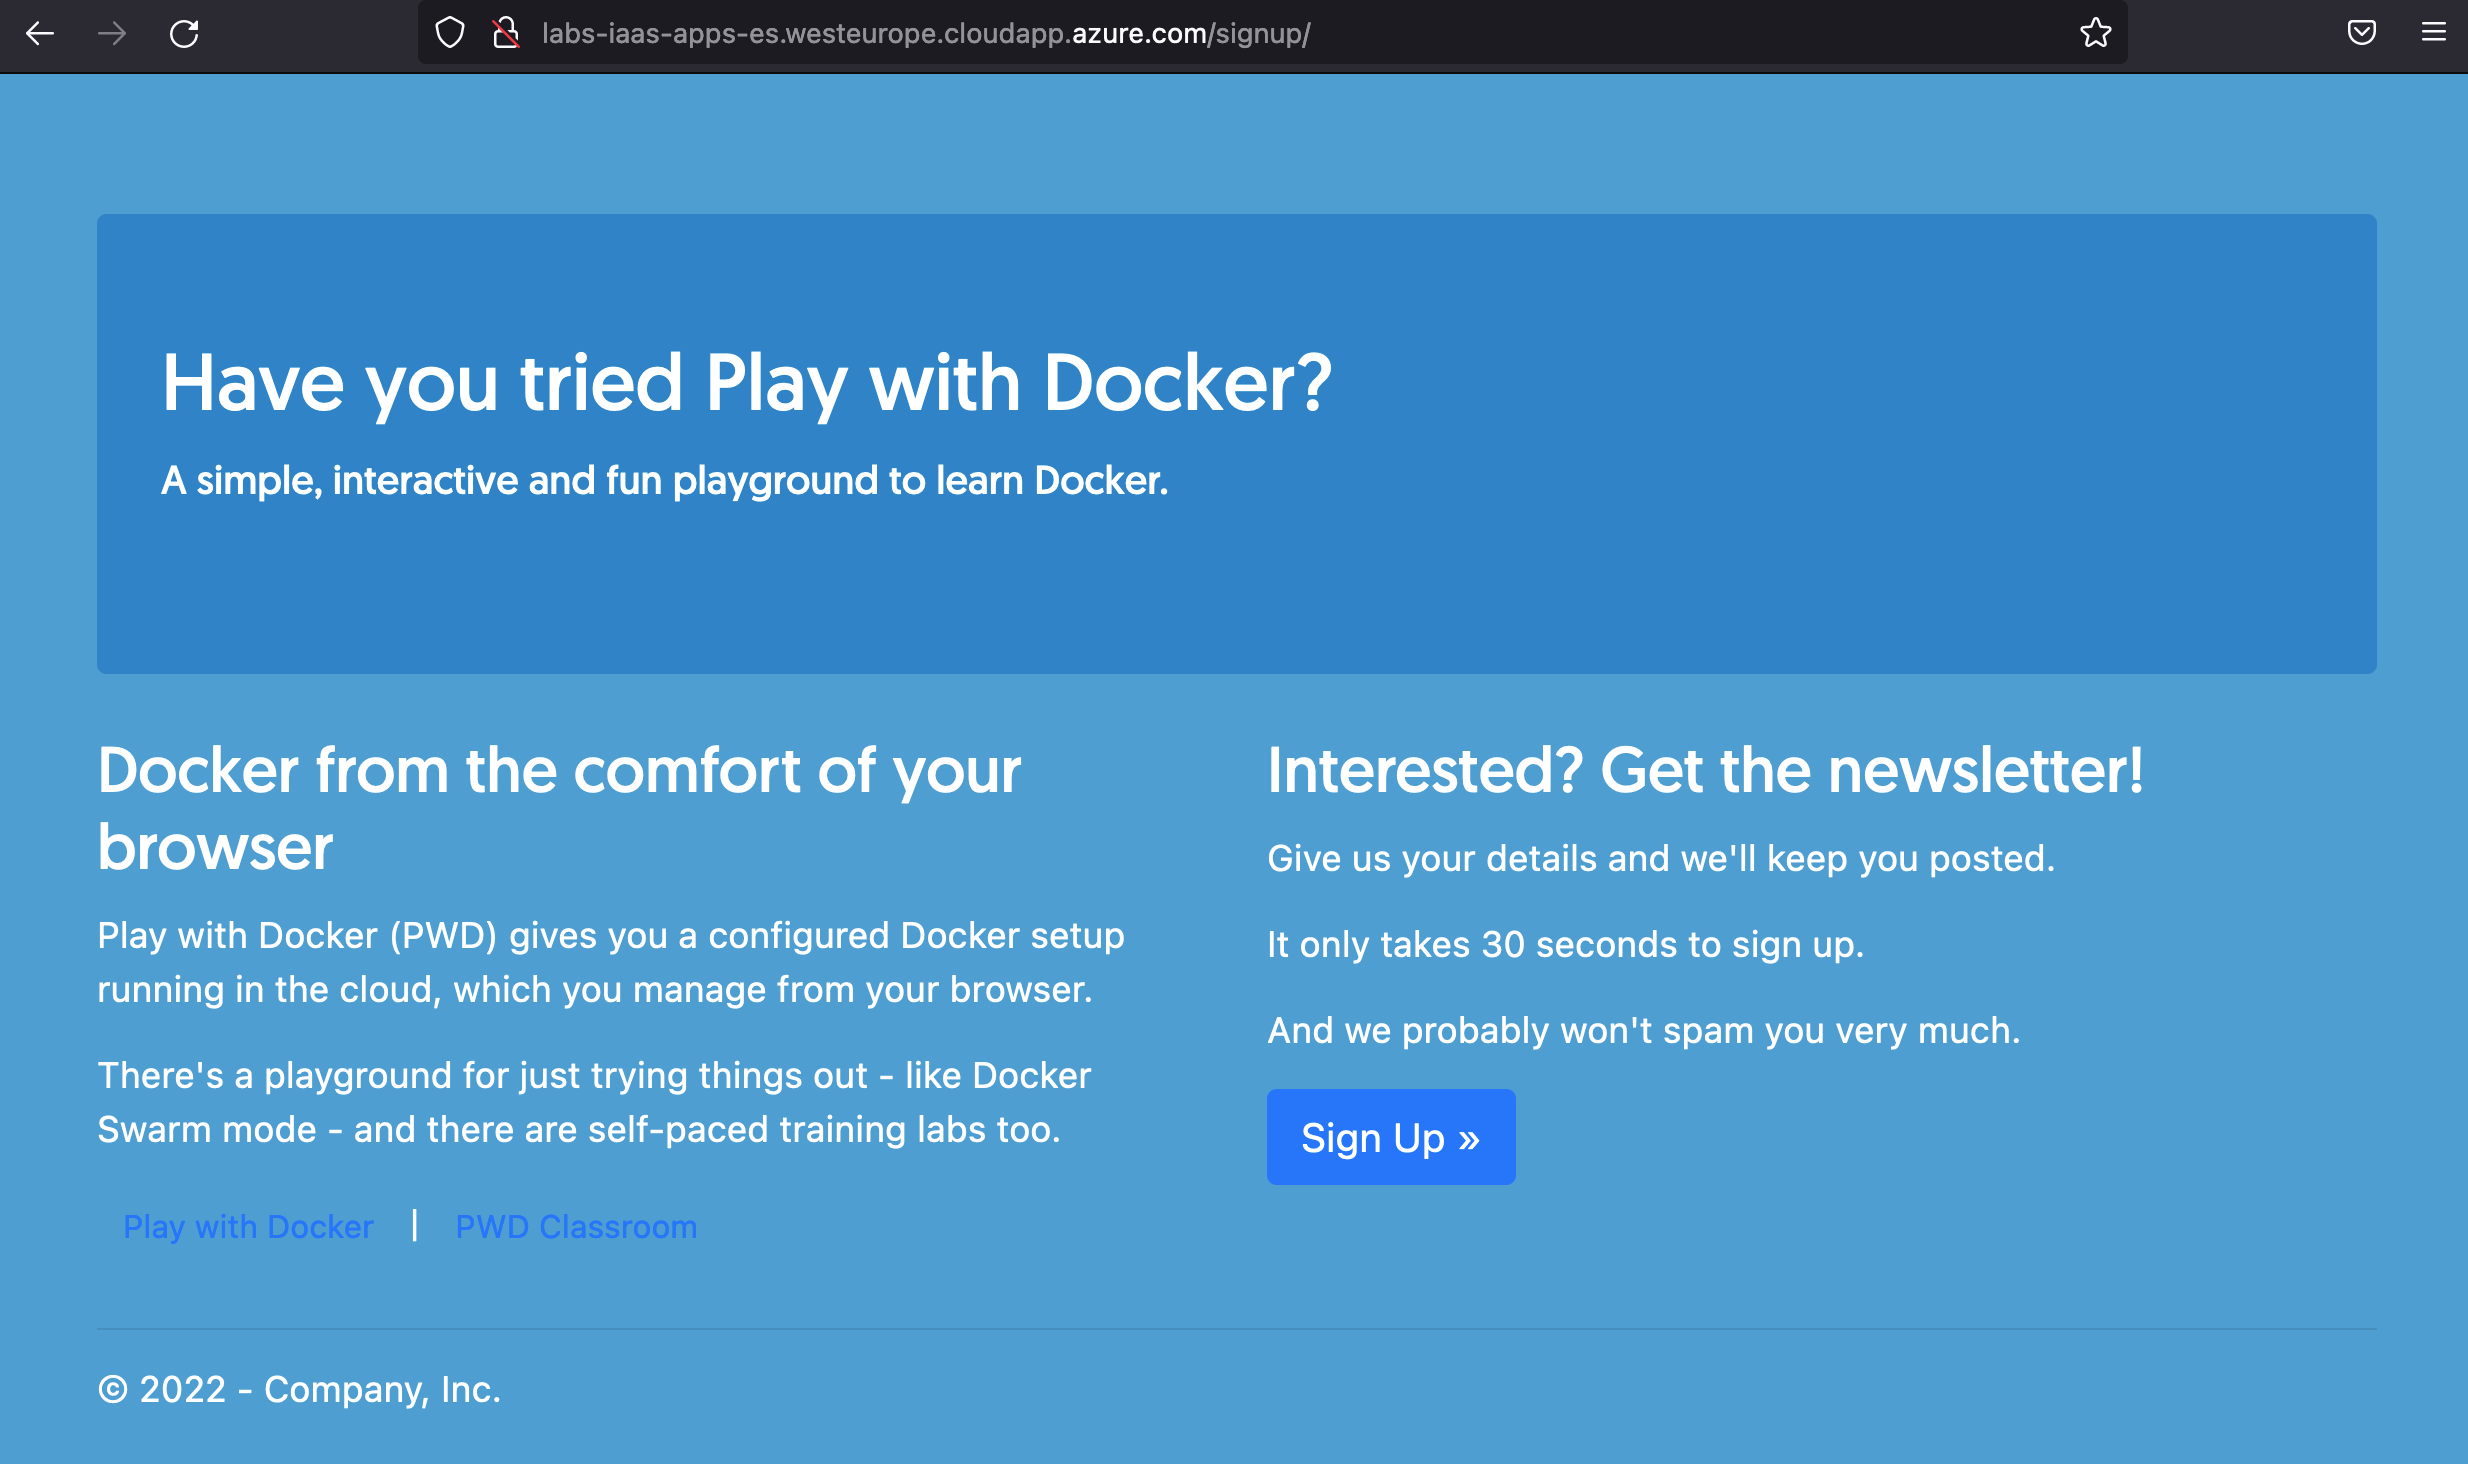 labs-iaas-apps-es.westeurope.cloudapp.azure.com/signup/
Have you tried Play with Docker?
A simple, interactive and fun playground to learn Docker.
Docker from the comfort of your
browser
Play with Docker (PWD) gives you a configured Docker setup
running in the cloud, which you manage from your browser.
There's a playground for just trying things out - like Docker
Swarm mode - and there are self-paced training labs too.
Play with Docker | PWD Classroom
Interested? Get the newsletter!
Give us your details and we'll keep you posted.
It only takes 30 seconds to sign up.
And we probably won't spam you very much.
Sign Up »
© 2022 - Company, Inc.